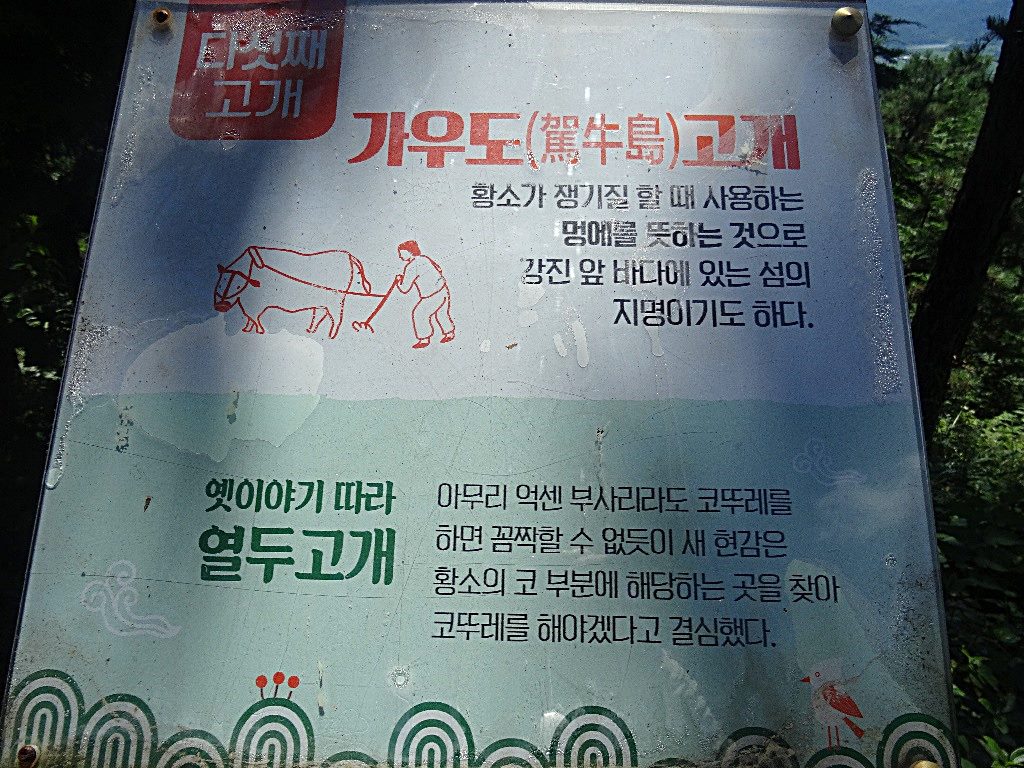 다섯째
고개
가우도(駕牛島)고개
황소가 쟁기질 할 때 사용하는
멍에를 뜻하는 것으로
강진 앞 바다에 있는 섬의
지명이기도 하다.
옛이야기 따라
열두고개
아무리 억센 부사리라도 코뚜레를
하면 꼼짝할 수 없듯이 새 현감은
황소의 코 부분에 해당하는 곳을 찾아
코뚜레를 해야겠다고 결심했다.